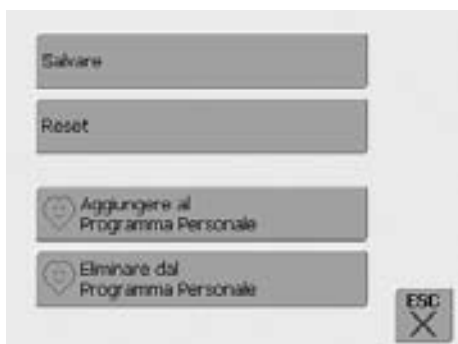 Salvare
Reset
Aggiungere al
Programma Personale
Eliminare dal
Programma Personale
ESC